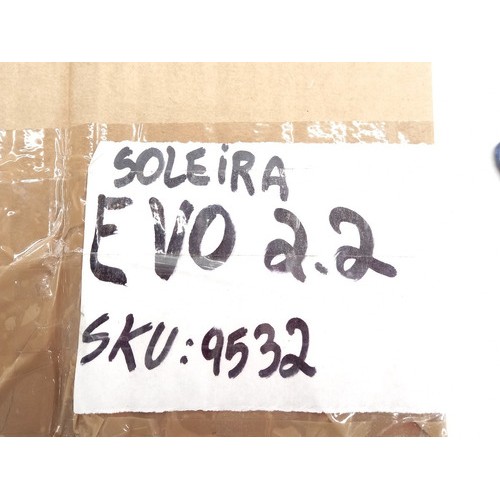 SOLEiRA
EVO 2.2
SKU: 9532